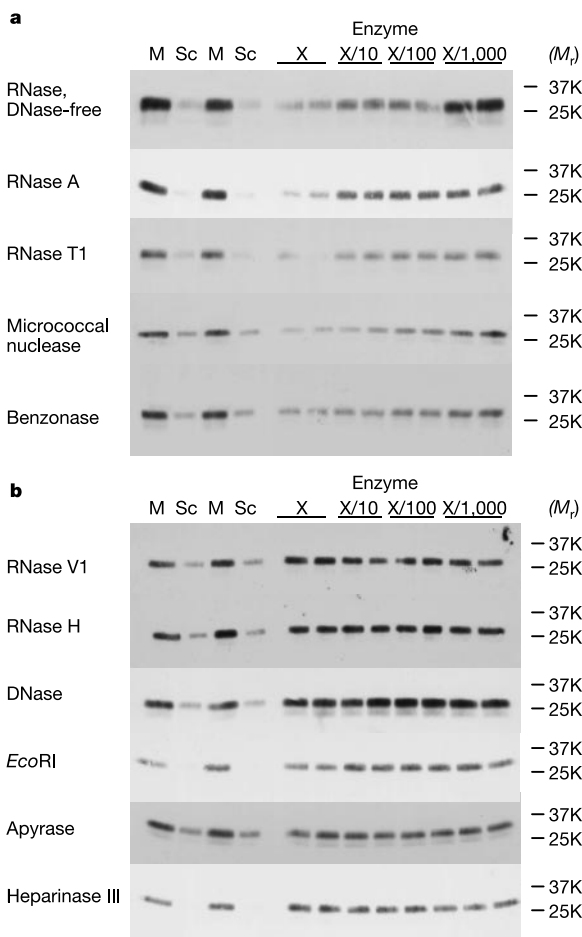 a
Enzyme
M Sc M Sc X X/10 X/100 X/1,000 (Mr)
RNase,
DNase-free
37K
25K
RNase A
37K
25K
RNase T1
37K
25K
Micrococcal
nuclease
37K
25K
Benzonase
37K
25K
b
Enzyme
M Sc M Sc X X/10 X/100 X/1,000 (Mr)
RNase V1
37K
25K
RNase H
37K
25K
DNase
37K
25K
EcoRI
37K
25K
Apyrase
37K
25K
Heparinase III
37K
25K